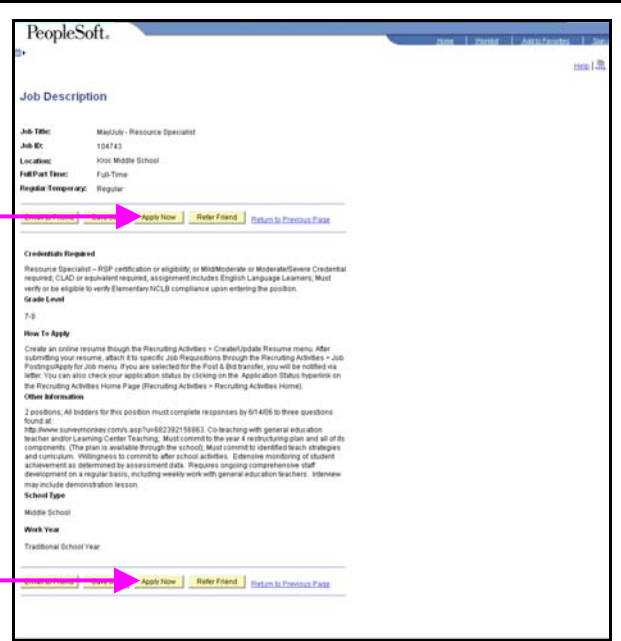 PeopleSoft.
Home | Worklist | Add to Favorites | Sign
Help |
Job Description
Job Title: May/July - Resource Specialist
Job ID: 104743
Location: Kroc Middle School
Full/Part Time: Full-Time
Regular/Temporary: Regular
Apply Now Refer Friend Return to Previous Page
Credentials Required
Resource Specialist – RSP certification or eligibility; or Mild/Moderate or Moderate/Severe Credential
required; CLAD or equivalent required, assignment includes English Language Learners; Must
verify or be eligible to verify Elementary NCLB compliance upon entering the position.
Grade Level
7-8
How To Apply
Create an online resume though the Recruiting Activities > Create/Update Resume menu. After
submitting your resume, attach it to specific Job Requisitions through the Recruiting Activities > Job
Postings/Apply for Job menu. If you are selected for the Post & Bid transfer, you will be notified via
letter. You can also check your application status by clicking on the Application Status hyperlink on
the Recruiting Activities Home Page (Recruiting Activities > Recruiting Activities Home).
Other Information
2 positions; All bidders for this position must complete responses by 6/14/06 to three questions
found at :
http://www.surveymonkey.com/s.asp?u=682392156863. Co-teaching with general education
teacher and/or Learning Center Teaching; Must commit to the year 4 restructuring plan and all of its
components. (The plan is available through the school); Must commit to identified teach strategies
and curriculum. Willingness to commit to after school activities. Extensive monitoring of student
achievement as determined by assessment data. Requires ongoing comprehensive staff
development on a regular basis, including weekly work with general education teachers. Interview
may include demonstration lesson.
School Type
Middle School
Work Year
Traditional School Year
Apply Now Refer Friend Return to Previous Page